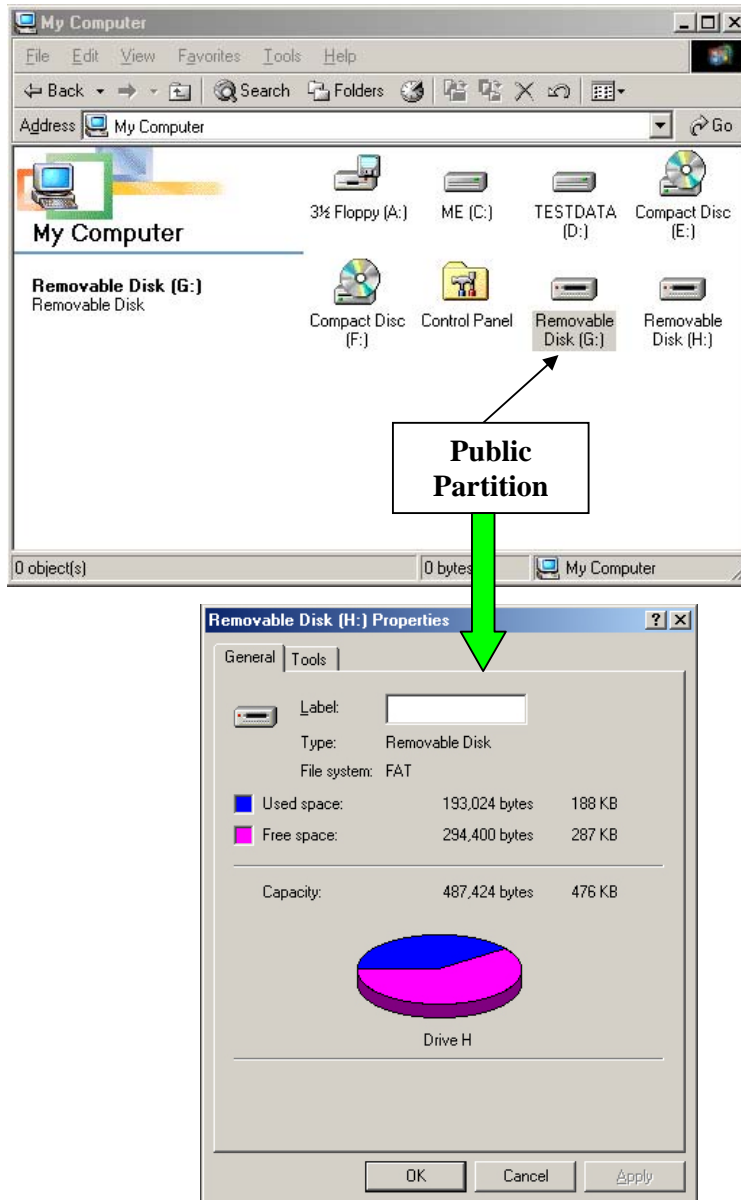 My Computer
File Edit View Favorites Tools Help
Back Search Folders
Address My Computer Go
My Computer
Removable Disk (G:)
Removable Disk
3½ Floppy (A:) ME (C:) TESTDATA (D:) Compact Disc (E:)
Compact Disc (F:) Control Panel Removable Disk (G:) Removable Disk (H:)
Public
Partition
0 object(s) 0 bytes My Computer
Removable Disk (H:) Properties
General Tools
Label:
Type: Removable Disk
File system: FAT
Used space: 193,024 bytes 188 KB
Free space: 294,400 bytes 287 KB
Capacity: 487,424 bytes 476 KB
Drive H
OK Cancel Apply